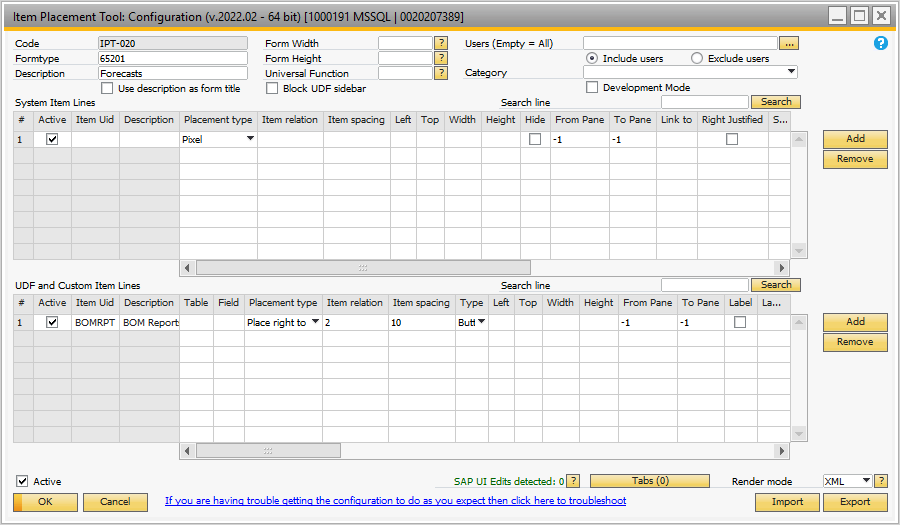 Item Placement Tool: Configuration (v.2022.02 - 64 bit) [1000191 MSSQL | 0020207389]
Code IPT-020 Form Width ? Users (Empty = All) ... ?
Formtype 65201 Form Height ? Include users Exclude users
Description Forecasts Universal Function ? Category
Use description as form title Block UDF sidebar Development Mode
System Item Lines Search line Search
# Active Item Uid Description Placement type Item relation Item spacing Left Top Width Height Hide From Pane To Pane Link to Right Justified S...
1 Pixel -1 -1 Add
Remove
UDF and Custom Item Lines Search line Search
# Active Item Uid Description Table Field Placement type Item relation Item spacing Type Left Top Width Height From Pane To Pane Label La...
1 BOMRPT BOM Reports Place right to 2 10 Butt -1 -1 Add
Remove
Active SAP UI Edits detected: 0 ? Tabs (0) Render mode XML ?
OK Cancel If you are having trouble getting the configuration to do as you expect then click here to troubleshoot Import Export